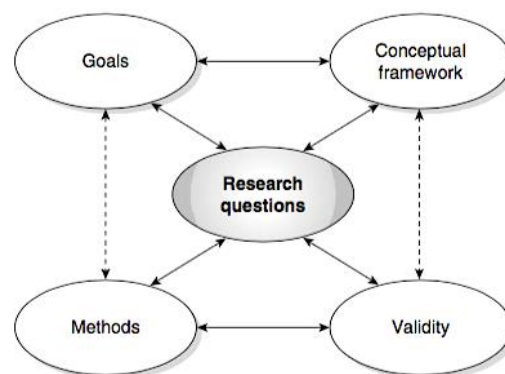 Goals
Conceptual
framework
Research
questions
Methods
Validity